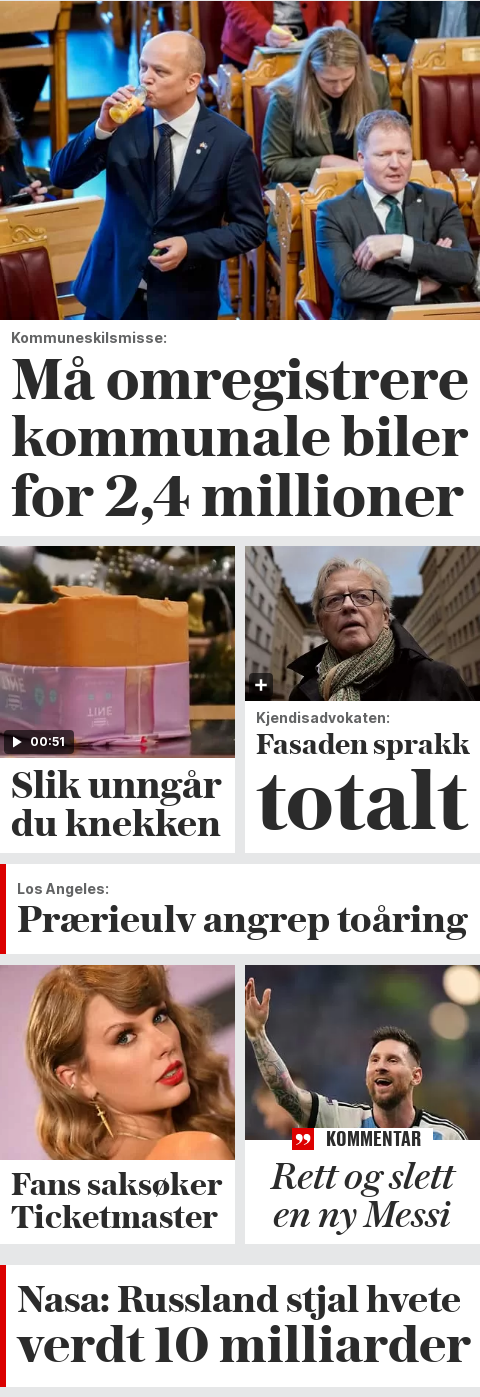 Kommuneskilsmisse:
Må omregistrere
kommunale biler
for 2,4 millioner
TINE
TINE
00:51
Slik unngår
du knekken
Kjendisadvokaten:
Fasaden sprakk
totalt
Los Angeles:
Prærieulv angrep toåring
Fans saksøker
Ticketmaster
KOMMENTAR
Rett og slett
en ny Messi
Nasa: Russland stjal hvete
verdt 10 milliarder